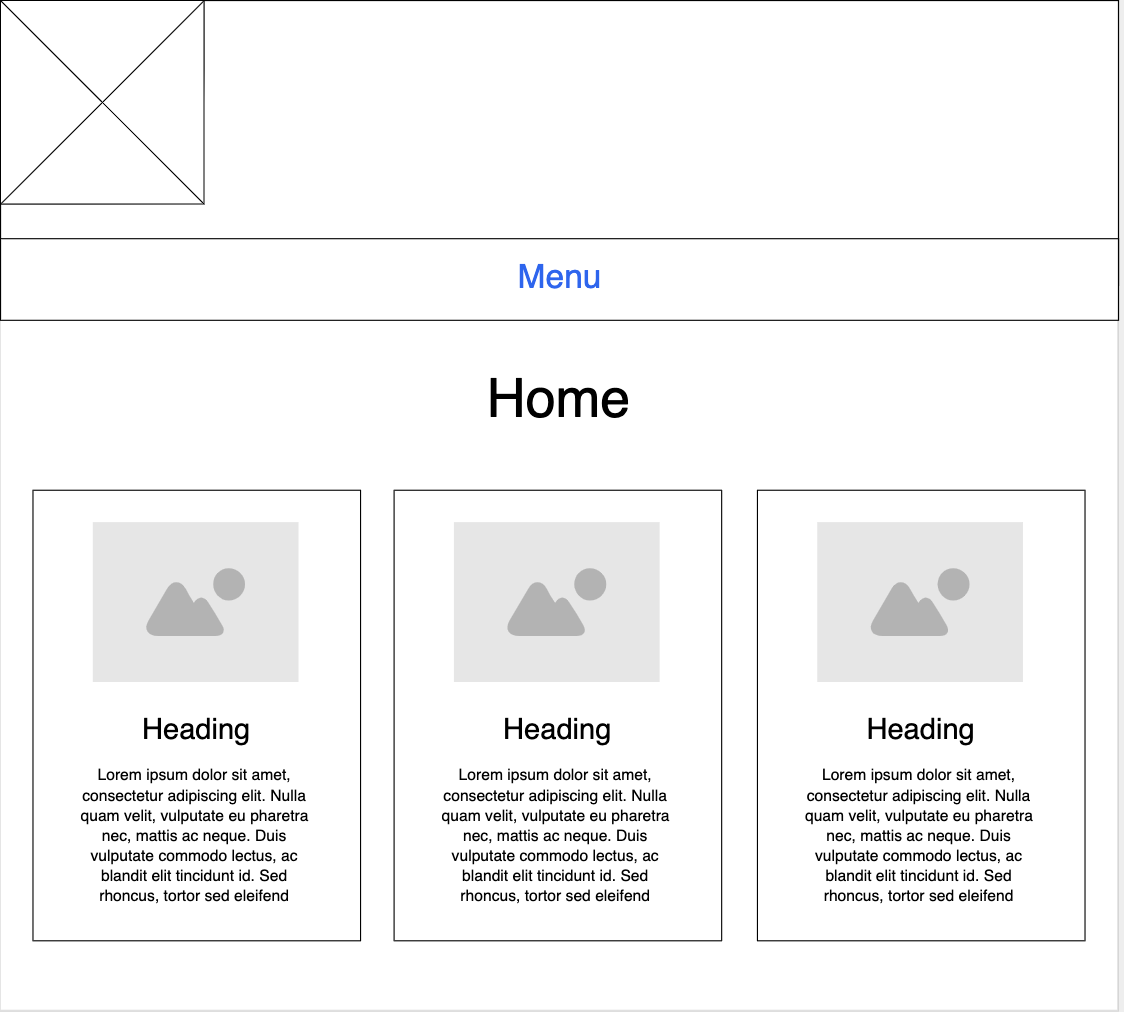 Menu
Home
Heading
Lorem ipsum dolor sit amet,
consectetur adipiscing elit. Nulla
quam velit, vulputate eu pharetra
nec, mattis ac neque. Duis
vulputate commodo lectus, ac
blandit elit tincidunt id. Sed
rhoncus, tortor sed eleifend
Heading
Lorem ipsum dolor sit amet,
consectetur adipiscing elit. Nulla
quam velit, vulputate eu pharetra
nec, mattis ac neque. Duis
vulputate commodo lectus, ac
blandit elit tincidunt id. Sed
rhoncus, tortor sed eleifend
Heading
Lorem ipsum dolor sit amet,
consectetur adipiscing elit. Nulla
quam velit, vulputate eu pharetra
nec, mattis ac neque. Duis
vulputate commodo lectus, ac
blandit elit tincidunt id. Sed
rhoncus, tortor sed eleifend